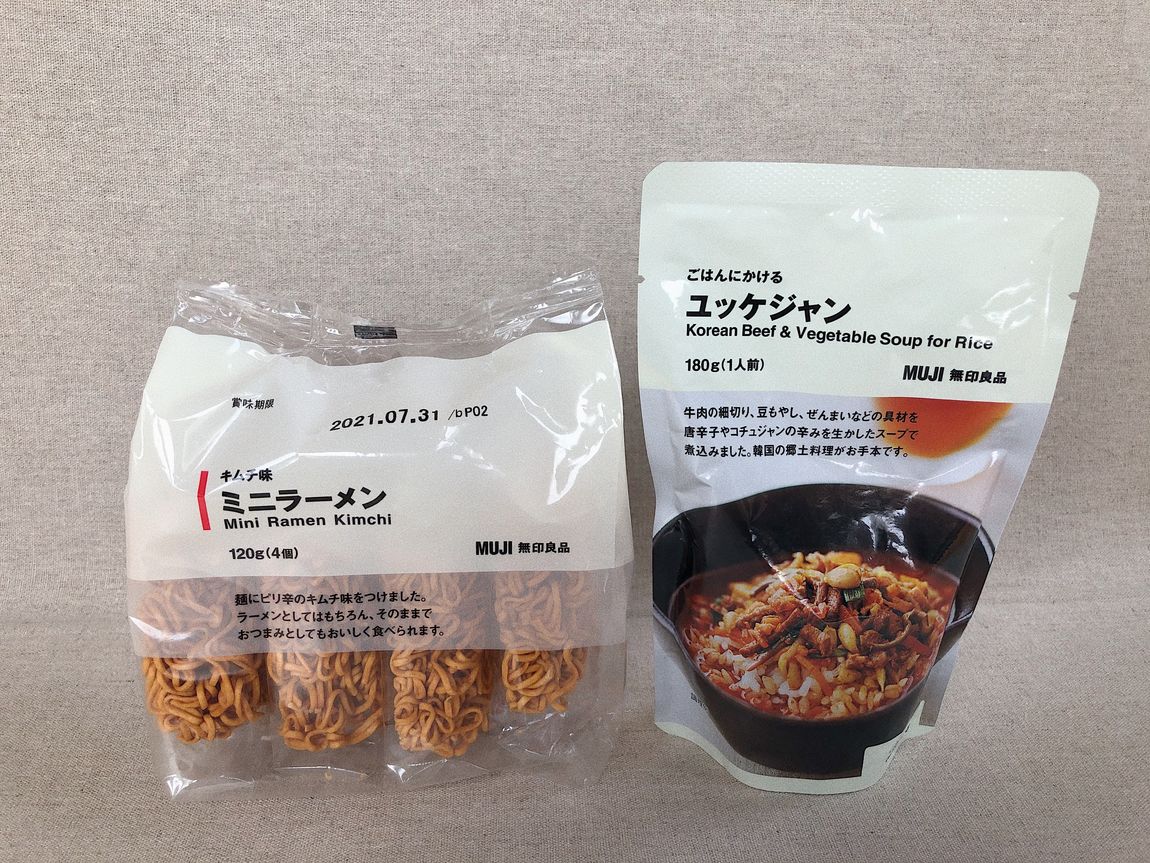 賞味期限
2021.07.31 /bP02
キムチ味
ミニラーメン
Mini Ramen Kimchi
120g(4個)
MUJI 無印良品
麺にピリ辛のキムチ味をつけました。
ラーメンとしてはもちろん、そのままで
おつまみとしてもおいしく食べられます。
ごはんにかける
ユッケジャン
Korean Beef & Vegetable Soup for Rice
180g(1人前)
MUJI 無印良品
牛肉の細切り、豆もやし、ぜんまいなどの具材を
唐辛子やコチュジャンの辛みを生かしたスープで
煮込みました。韓国の郷土料理がお手本です。